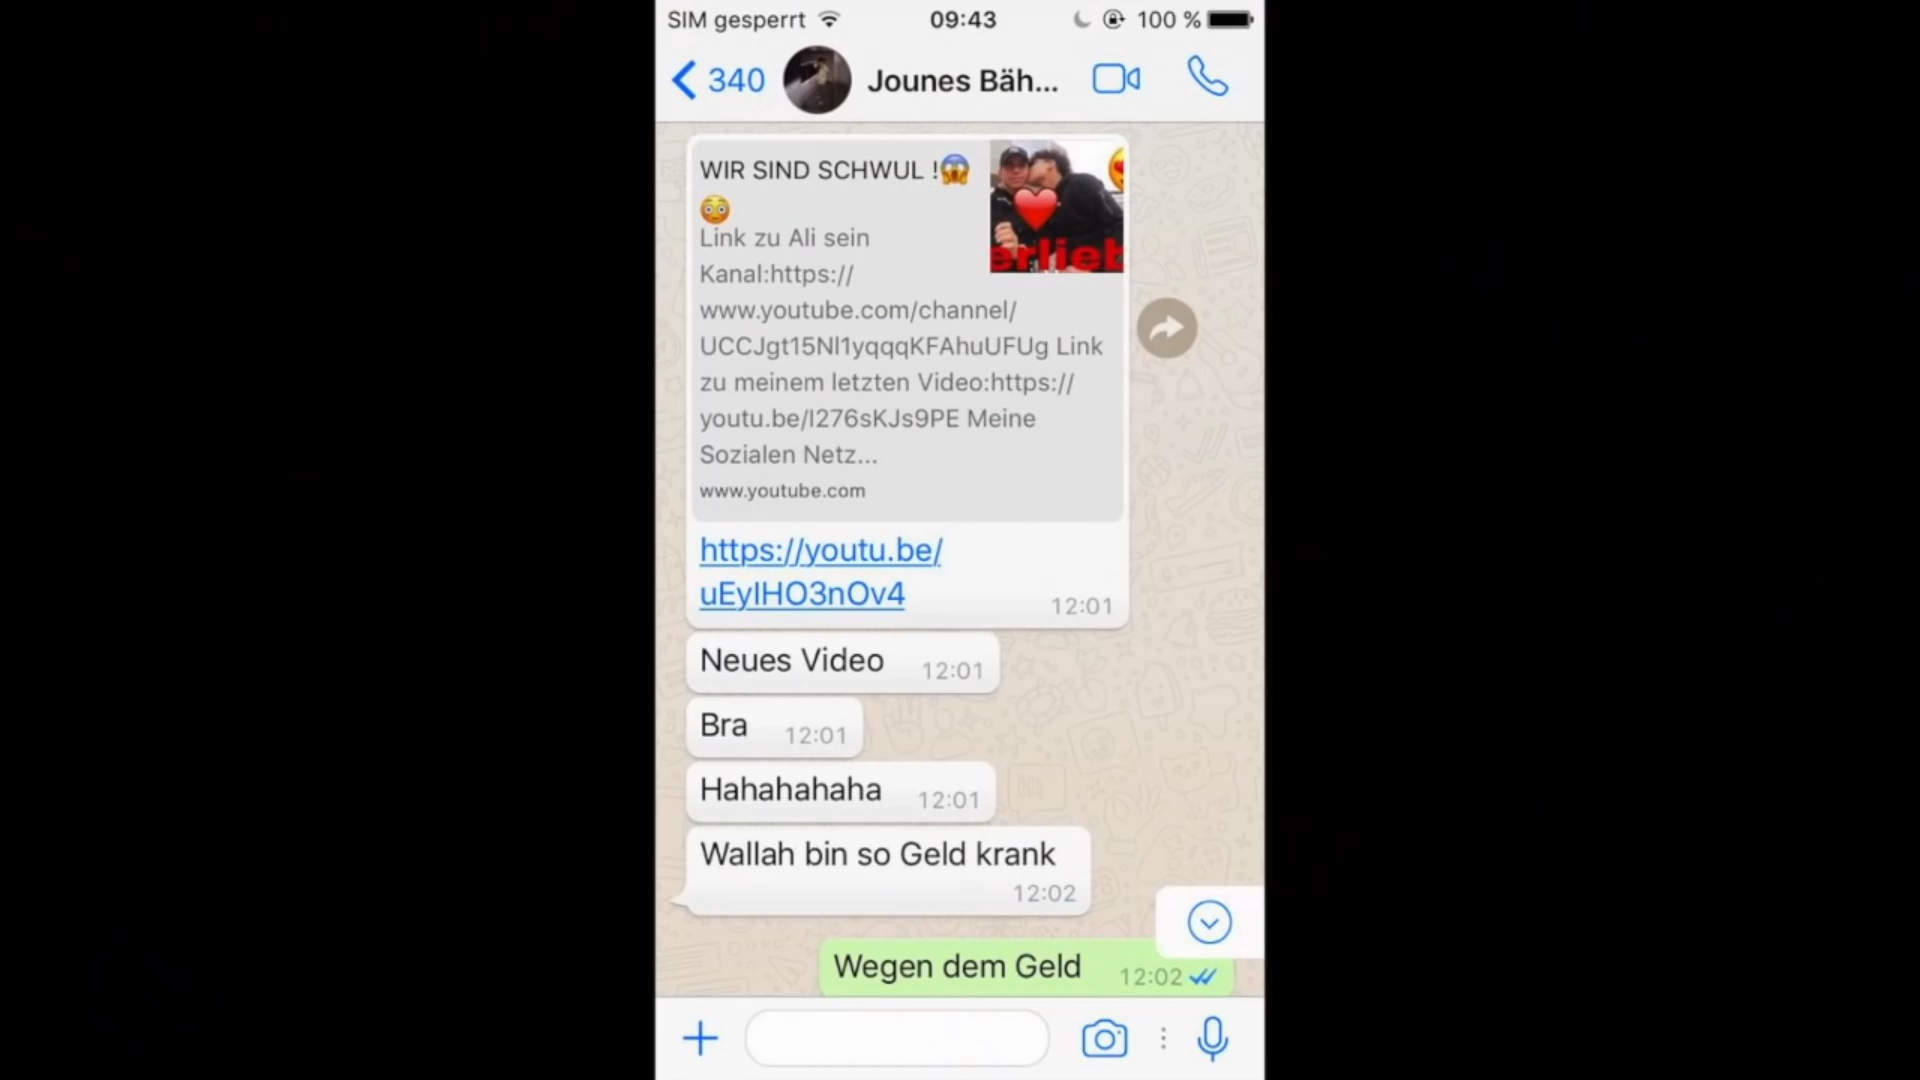 SIM gesperrt 09:43 100 %
340 Jounes Bäh...
WIR SIND SCHWUL !😱
😳
Link zu Ali sein
Kanal:https://
www.youtube.com/channel/
UCCJgt15Nl1yqqqKFAhuUFUg Link
zu meinem letzten Video:https://
youtu.be/I276sKJs9PE Meine
Sozialen Netz...
www.youtube.com
erlieb
https://youtu.be/
uEyIHO3nOv4 12:01
Neues Video 12:01
Bra 12:01
Hahahahaha 12:01
Wallah bin so Geld krank
12:02
Wegen dem Geld 12:02